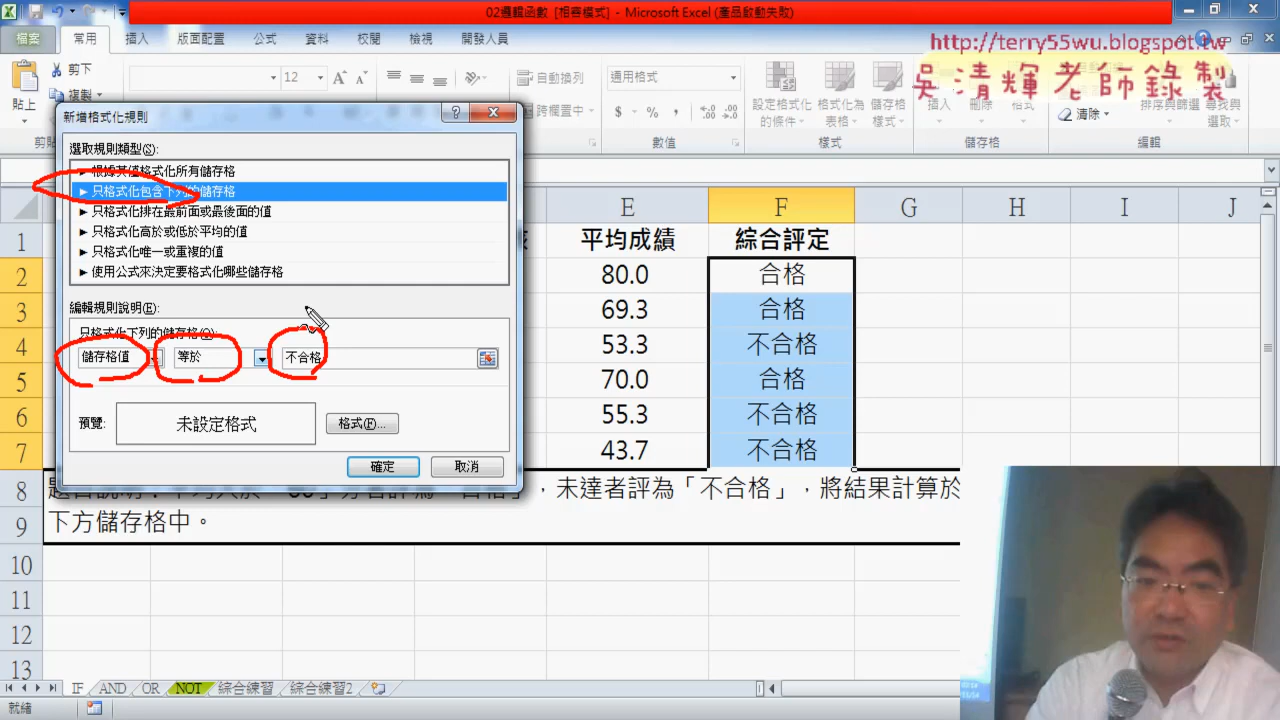 02邏輯函數 [相容模式] - Microsoft Excel (產品啟動失敗)
檔案 常用 插入 版面配置 公式 資料 校閱 檢視 開發人員
http://terry55wu.blogspot.tw
吳清輝老師錄製
貼上 剪下 複製 12 自動換列 跨欄置中 通用格式 設定格式化的條件 格式化為表格 儲存格樣式 插入 刪除 格式 清除 排序與篩選 尋找與選取
數值 樣式 儲存格 編輯
新增格式化規則
選取規則類型(S):
► 根據其值格式化所有儲存格
► 只格式化包含下列的儲存格
► 只格式化排在最前面或最後面的值
► 只格式化高於或低於平均的值
► 只格式化唯一或重複的值
► 使用公式來決定要格式化哪些儲存格
編輯規則說明(E):
只格式化下列的儲存格(O):
儲存格值 等於 不合格
預覽: 未設定格式 格式(F)...
確定 取消
E F G H I J
1 平均成績 綜合評定
2 80.0 合格
3 69.3 合格
4 53.3 不合格
5 70.0 合格
6 55.3 不合格
7 43.7 不合格
8 ，未達者評為「不合格」，將結果計算於
9 下方儲存格中。
10
11
12
13
IF AND OR NOT 綜合練習 綜合練習2
就緒